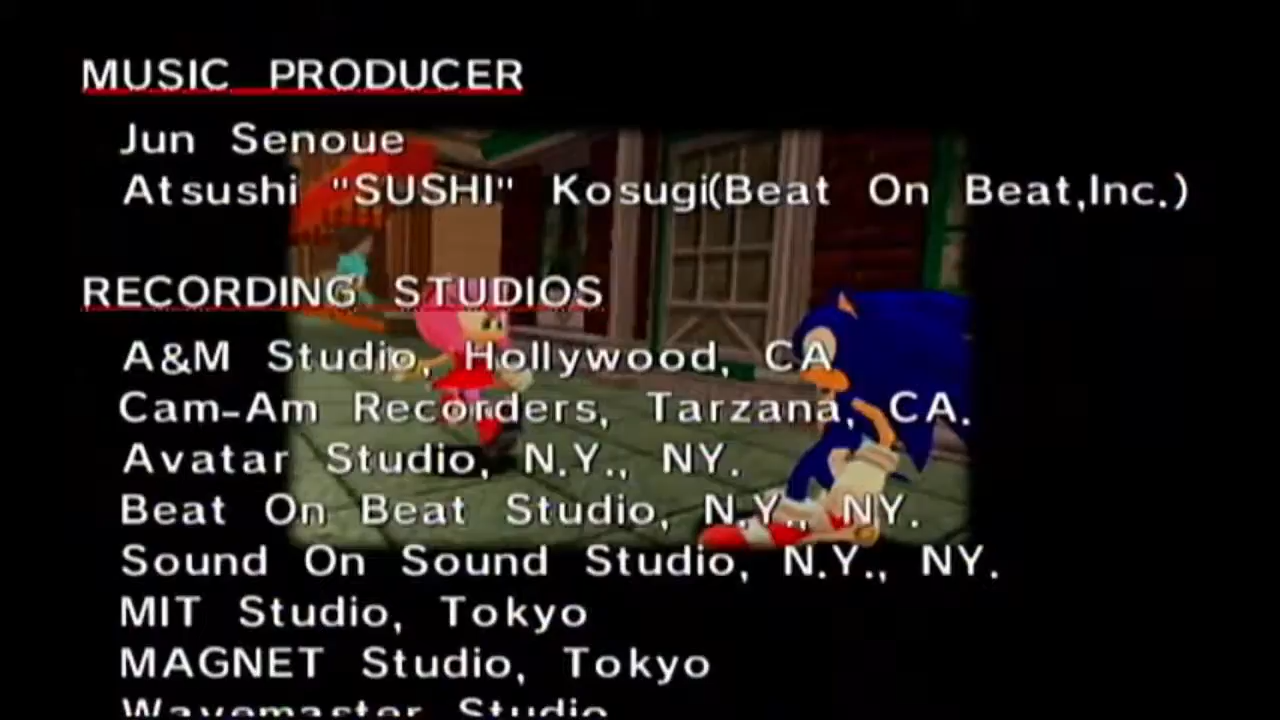 MUSIC PRODUCER
Jun Senoue
Atsushi "SUSHI" Kosugi(Beat On Beat,Inc.)
RECORDING STUDIOS
A&M Studio, Hollywood, CA
Cam-Am Recorders, Tarzana, CA.
Avatar Studio, N.Y., NY.
Beat On Beat Studio, N.Y., NY.
Sound On Sound Studio, N.Y., NY.
MIT Studio, Tokyo
MAGNET Studio, Tokyo
Wavemaster Studio